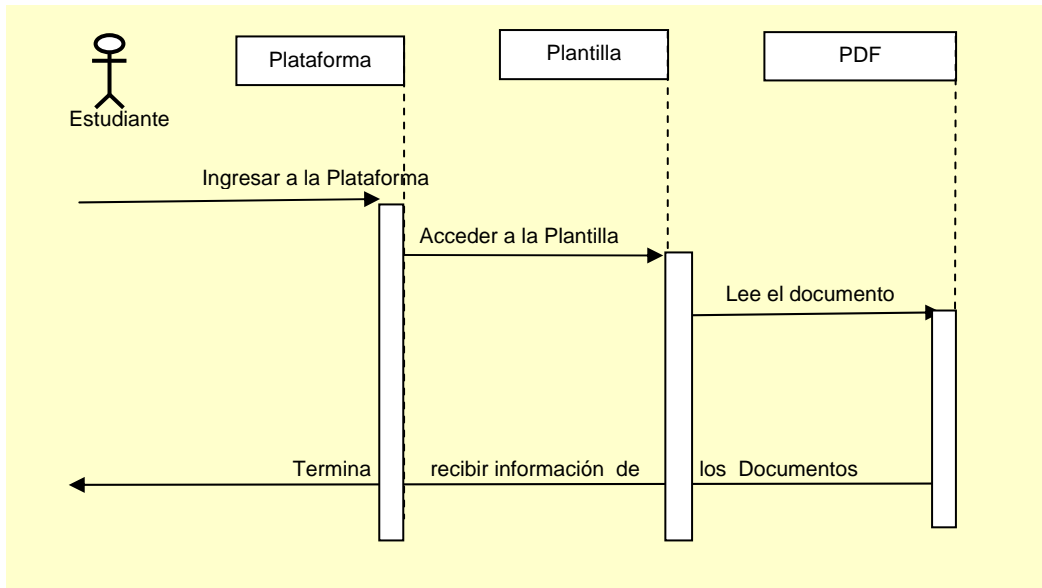 Plataforma
Plantilla
PDF
Estudiante
Ingresar a la Plataforma
Acceder a la Plantilla
Lee el documento
Termina recibir información de los Documentos